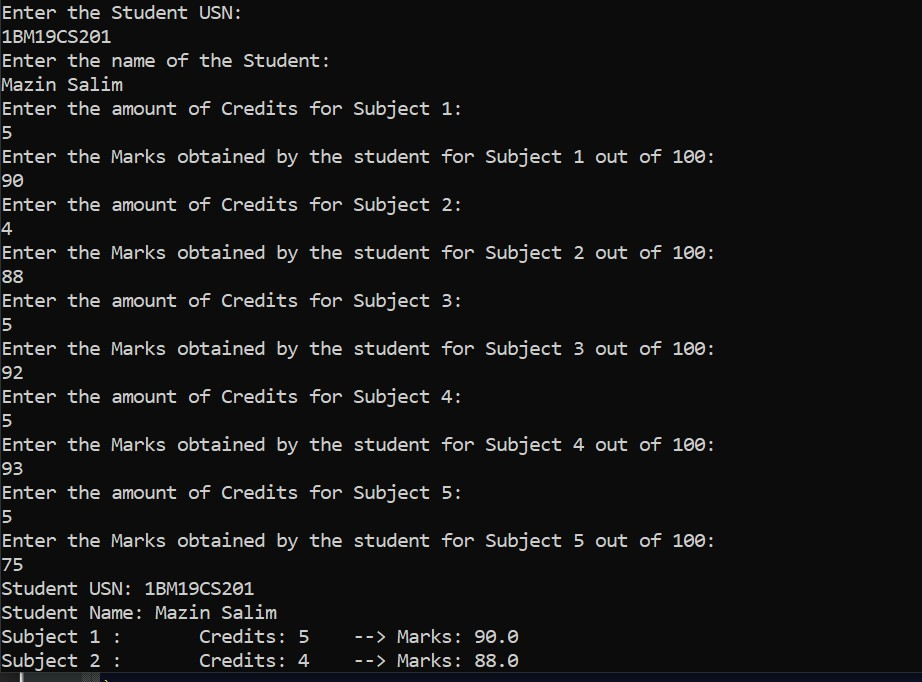 Enter the Student USN:
1BM19CS201
Enter the name of the Student:
Mazin Salim
Enter the amount of Credits for Subject 1:
5
Enter the Marks obtained by the student for Subject 1 out of 100:
90
Enter the amount of Credits for Subject 2:
4
Enter the Marks obtained by the student for Subject 2 out of 100:
88
Enter the amount of Credits for Subject 3:
5
Enter the Marks obtained by the student for Subject 3 out of 100:
92
Enter the amount of Credits for Subject 4:
5
Enter the Marks obtained by the student for Subject 4 out of 100:
93
Enter the amount of Credits for Subject 5:
5
Enter the Marks obtained by the student for Subject 5 out of 100:
75
Student USN: 1BM19CS201
Student Name: Mazin Salim
Subject 1 :       Credits: 5    --> Marks: 90.0
Subject 2 :       Credits: 4    --> Marks: 88.0